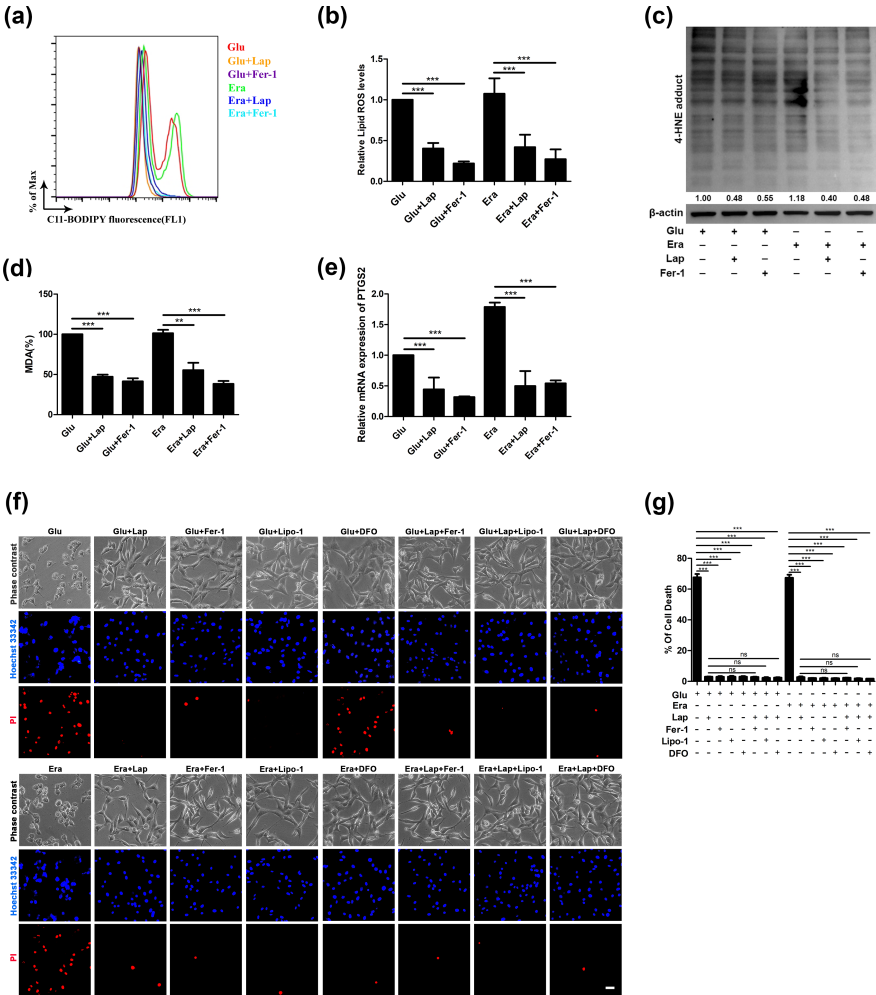 (a)
Glu
Glu+Lap
Glu+Fer-1
Era
Era+Lap
Era+Fer-1
% of Max
C11-BODIPY fluorescence(FL1)
(b)
Relative Lipid ROS levels
1.5
1.0
0.5
0.0
*** *** *** ***
Glu Glu+Lap Glu+Fer-1 Era Era+Lap Era+Fer-1
(c)
4-HNE adduct
1.00 0.48 0.55 1.18 0.40 0.48
β-actin
Glu + + + − − −
Era − − − + + +
Lap − + − − + −
Fer-1 − − + − − +
(d)
MDA(%)
150
100
50
0
*** *** ** ***
Glu Glu+Lap Glu+Fer-1 Era Era+Lap Era+Fer-1
(e)
Relative mRNA expression of PTGS2
2.0
1.5
1.0
0.5
0.0
*** *** *** ***
Glu Glu+Lap Glu+Fer-1 Era Era+Lap Era+Fer-1
(f)
Glu Glu+Lap Glu+Fer-1 Glu+Lipo-1 Glu+DFO Glu+Lap+Fer-1 Glu+Lap+Lipo-1 Glu+Lap+DFO
Phase contrast
Hoechst 33342
PI
Era Era+Lap Era+Fer-1 Era+Lipo-1 Era+DFO Era+Lap+Fer-1 Era+Lap+Lipo-1 Era+Lap+DFO
Phase contrast
Hoechst 33342
PI
(g)
% Of Cell Death
80
60
40
20
0
*** *** *** *** *** *** ***
*** *** *** *** *** *** ***
ns ns ns
ns ns ns
Glu + + + + + + + + − − − − − − − −
Era − − − − − − − − + + + + + + + +
Lap − + − − − + + + − + − − − + + +
Fer-1 − − + − − + − − − − + − − + − −
Lipo-1 − − − + − − + − − − − + − − + −
DFO − − − − + − − + − − − − + − − +